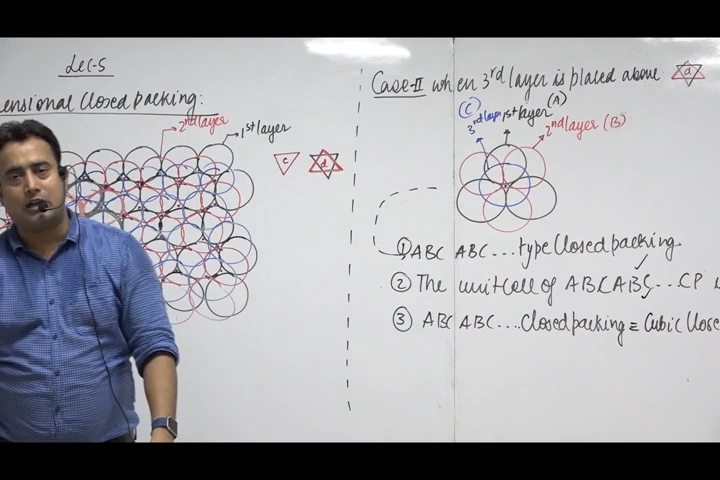 Lec-5
ensional Closed packing:
2nd layer
1st layer
c
d
Case-II when 3rd layer is placed above
d
(C)
3rd layer
1st layer (A)
2nd layer (B)
① ABC ABC .... type Closed packing
② The unit cell of ABCABC ... CP
③ ABC ABC .... Closed packing ≡ Cubic Close